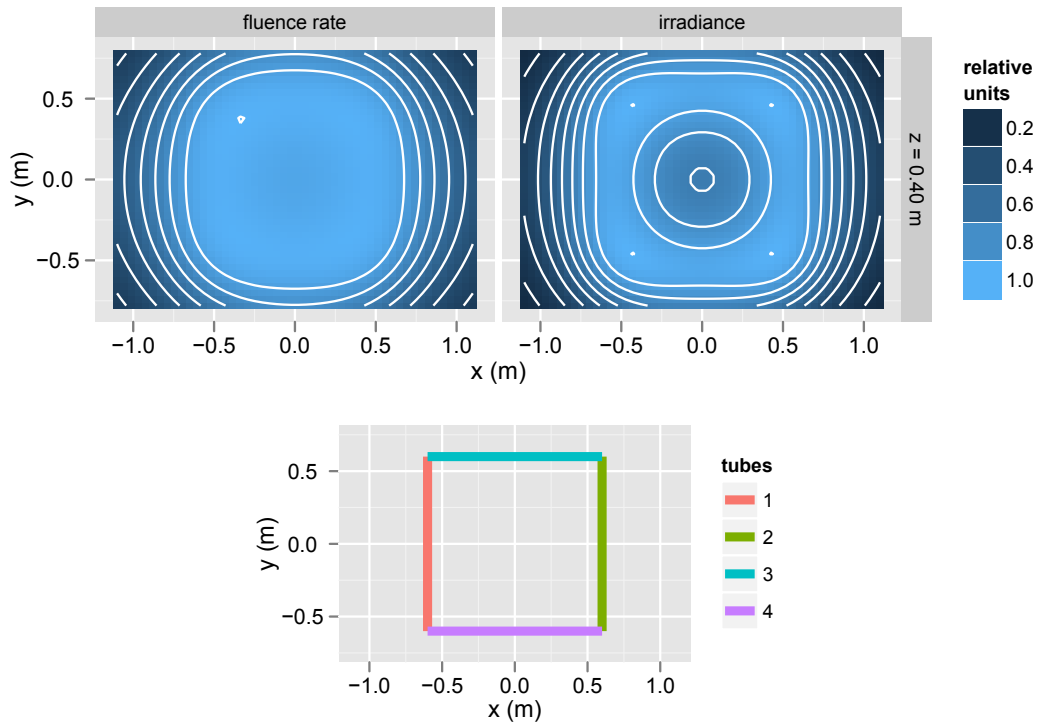 fluence rate
irradiance
0.5
0.0
−0.5
y (m)
−1.0 −0.5 0.0 0.5 1.0
−1.0 −0.5 0.0 0.5 1.0
x (m)
z = 0.40 m
relative
units
0.2
0.4
0.6
0.8
1.0
0.5
0.0
−0.5
y (m)
−1.0 −0.5 0.0 0.5 1.0
x (m)
tubes
1
2
3
4